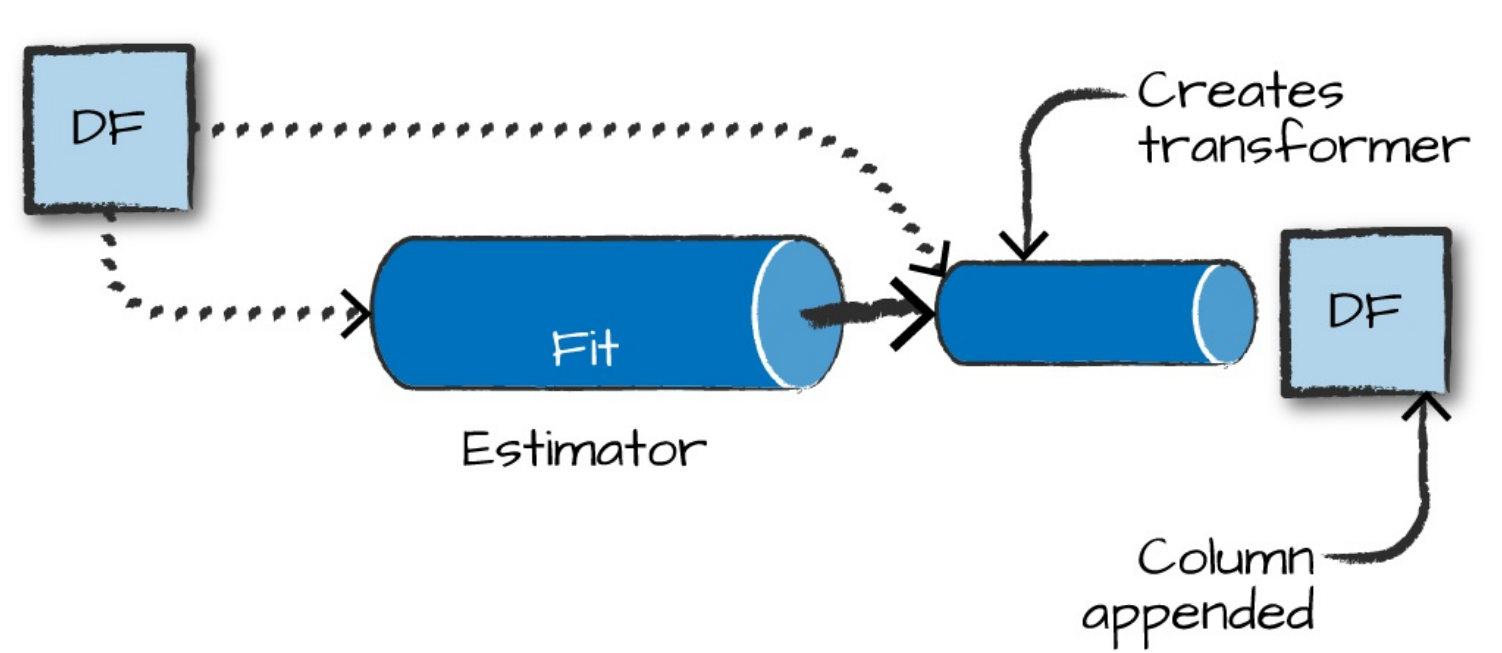 DF
Creates
transformer
Fit
DF
Estimator
Column
appended